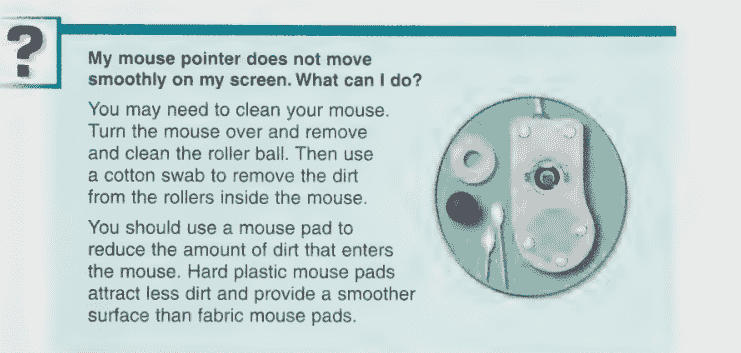 ?
My mouse pointer does not move
smoothly on my screen. What can I do?
You may need to clean your mouse.
Turn the mouse over and remove
and clean the roller ball. Then use
a cotton swab to remove the dirt
from the rollers inside the mouse.
You should use a mouse pad to
reduce the amount of dirt that enters
the mouse. Hard plastic mouse pads
attract less dirt and provide a smoother
surface than fabric mouse pads.